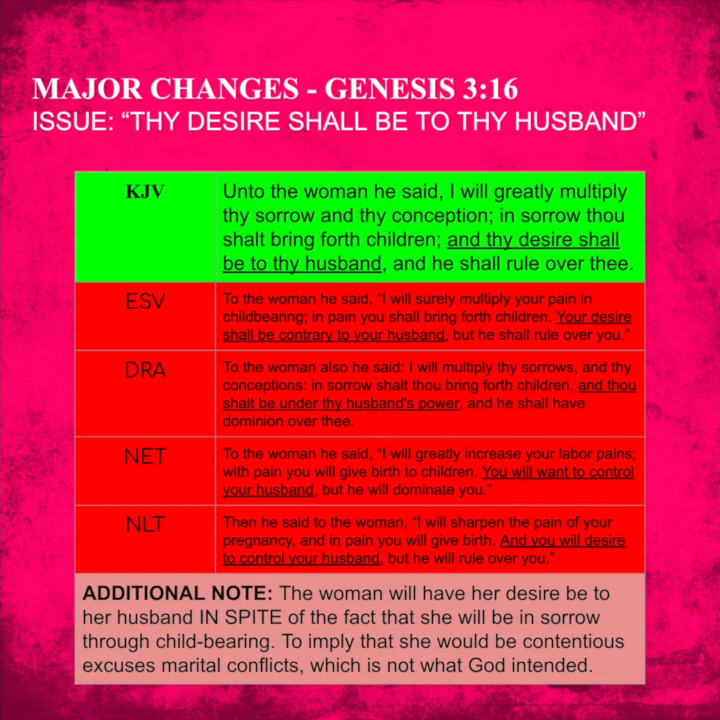 MAJOR CHANGES - GENESIS 3:16
ISSUE: “THY DESIRE SHALL BE TO THY HUSBAND”
KJV
Unto the woman he said, I will greatly multiply
thy sorrow and thy conception; in sorrow thou
shalt bring forth children; and thy desire shall
be to thy husband, and he shall rule over thee.
ESV
To the woman he said, “I will surely multiply your pain in
childbearing; in pain you shall bring forth children. Your desire
shall be contrary to your husband, but he shall rule over you.”
DRA
To the woman also he said: I will multiply thy sorrows, and thy
conceptions: in sorrow shalt thou bring forth children, and thou
shalt be under thy husband's power, and he shall have
dominion over thee.
NET
To the woman he said, “I will greatly increase your labor pains;
with pain you will give birth to children. You will want to control
your husband, but he will dominate you.”
NLT
Then he said to the woman, “I will sharpen the pain of your
pregnancy, and in pain you will give birth. And you will desire
to control your husband, but he will rule over you.”
ADDITIONAL NOTE: The woman will have her desire be to
her husband IN SPITE of the fact that she will be in sorrow
through child-bearing. To imply that she would be contentious
excuses marital conflicts, which is not what God intended.